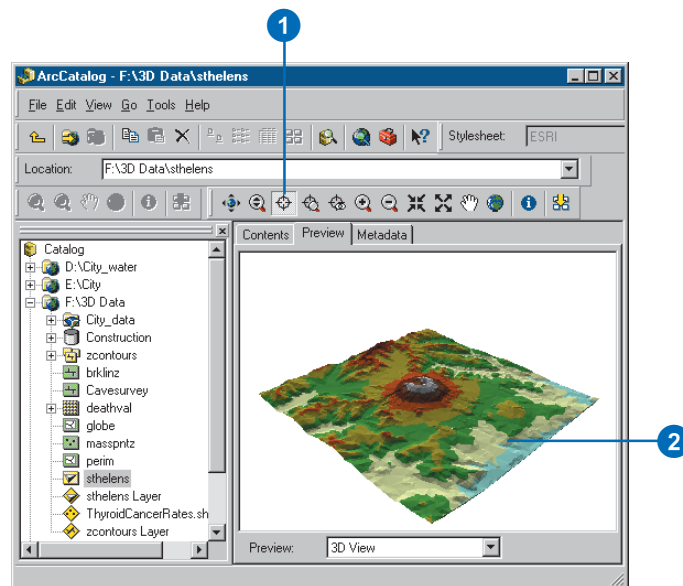 1
ArcCatalog - F:\3D Data\sthelens
File Edit View Go Tools Help
Stylesheet: ESRI
Location: F:\3D Data\sthelens
Contents Preview Metadata
Catalog
D:\City_water
E:\City
F:\3D Data
City_data
Construction
zcontours
brklinz
Cavesurvey
deathval
globe
masspntz
perim
sthelens
sthelens Layer
ThyroidCancerRates.sh
zcontours Layer
2
Preview: 3D View